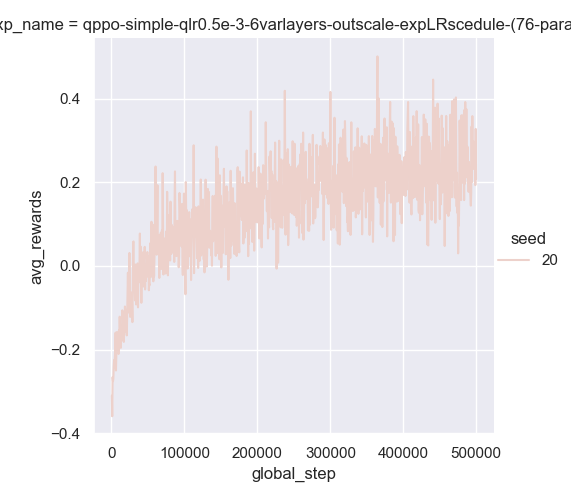 xp_name = qppo-simple-qlr0.5e-3-6varlayers-outscale-expLRscedule-(76-para
0.4
0.2
0.0
−0.2
−0.4
avg_rewards
0 100000 200000 300000 400000 500000
global_step
seed
20